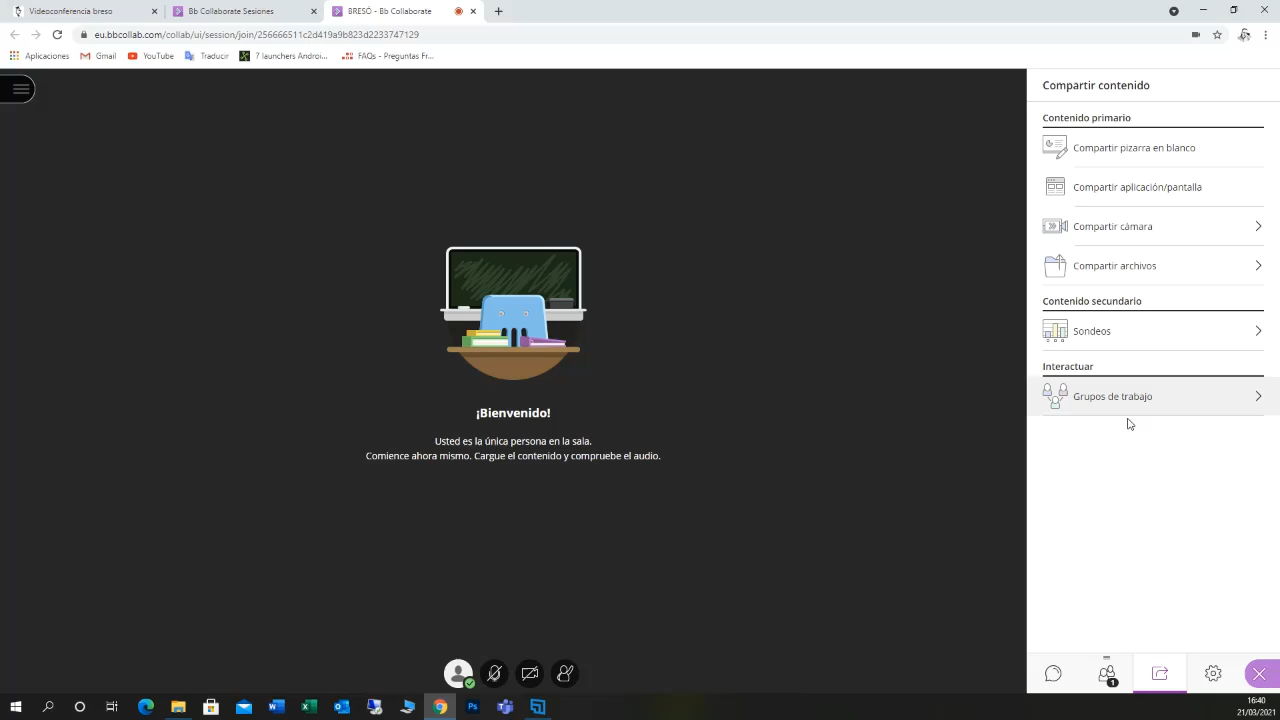 Videoconferencia breso
Bb Collaborate Sesiones
BRESÓ - Bb Collaborate
eu.bbcollab.com/collab/ui/session/join/256666511c2d419a9b823d2233747129
Aplicaciones
Gmail
YouTube
Traducir
7 launchers Androi...
FAQs - Preguntas Fr...
Compartir contenido
Contenido primario
Compartir pizarra en blanco
Compartir aplicación/pantalla
Compartir cámara
Compartir archivos
Contenido secundario
Sondeos
Interactuar
Grupos de trabajo
¡Bienvenido!
Usted es la única persona en la sala.
Comience ahora mismo. Cargue el contenido y compruebe el audio.
1
16:40
21/03/2021